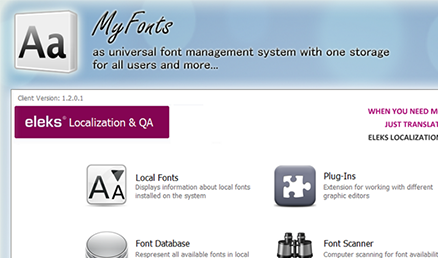 Aa
MyFonts
as universal font management system with one storage
for all users and more...
Client Version: 1.2.0.1
eleks® Localization & QA
WHEN YOU NEED M
JUST TRANSLAT
ELEKS LOCALIZATION
AA
Local Fonts
Displays information about local fonts
installed on the system
Plug-Ins
Extension for working with different
graphic editors
Font Database
Respresent all available fonts in local
Font Scanner
Computer scanning for font availabili